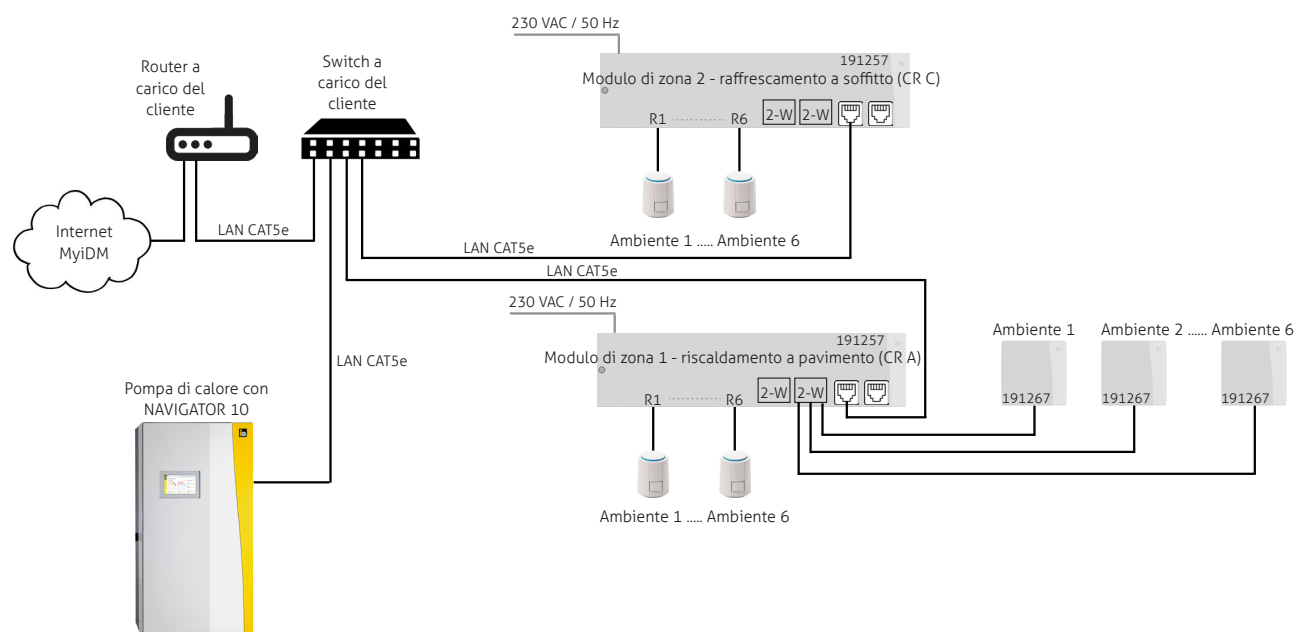 230 VAC / 50 Hz
191257
Modulo di zona 2 - raffrescamento a soffitto (CR C)
R1 ............ R6
2-W
2-W
Ambiente 1 ..... Ambiente 6
Router a
carico del
cliente
Switch a
carico del
cliente
Internet
MyiDM
LAN CAT5e
LAN CAT5e
LAN CAT5e
LAN CAT5e
230 VAC / 50 Hz
191257
Modulo di zona 1 - riscaldamento a pavimento (CR A)
R1 ............ R6
2-W
2-W
Ambiente 1 ..... Ambiente 6
Ambiente 1
Ambiente 2 ...... Ambiente 6
191267
191267
191267
Pompa di calore con
NAVIGATOR 10